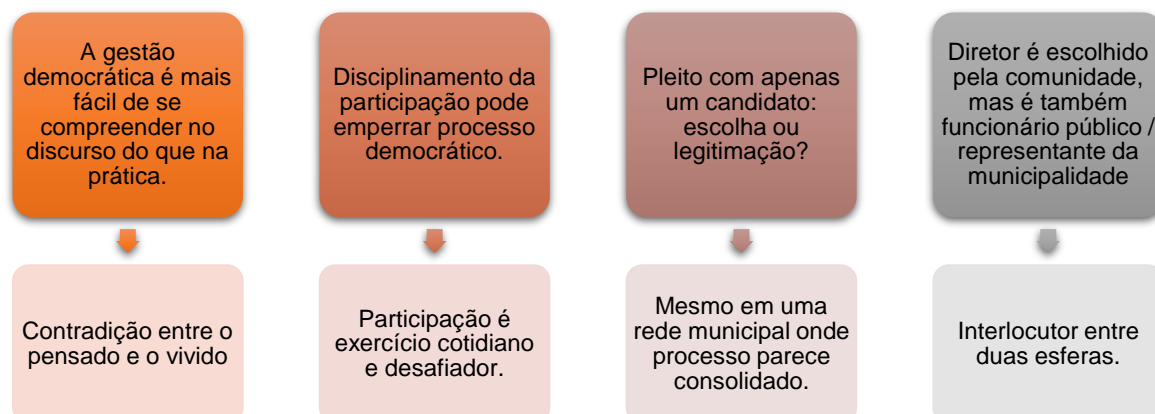 A gestão
democrática é mais
fácil de se
compreender no
discurso do que na
prática.
Disciplinamento da
participação pode
emperrar processo
democrático.
Pleito com apenas
um candidato:
escolha ou
legitimação?
Diretor é escolhido
pela comunidade,
mas é também
funcionário público /
representante da
municipalidade
Contradição entre o
pensado e o vivido
Participação é
exercício cotidiano
e desafiador.
Mesmo em uma
rede municipal onde
processo parece
consolidado.
Interlocutor entre
duas esferas.